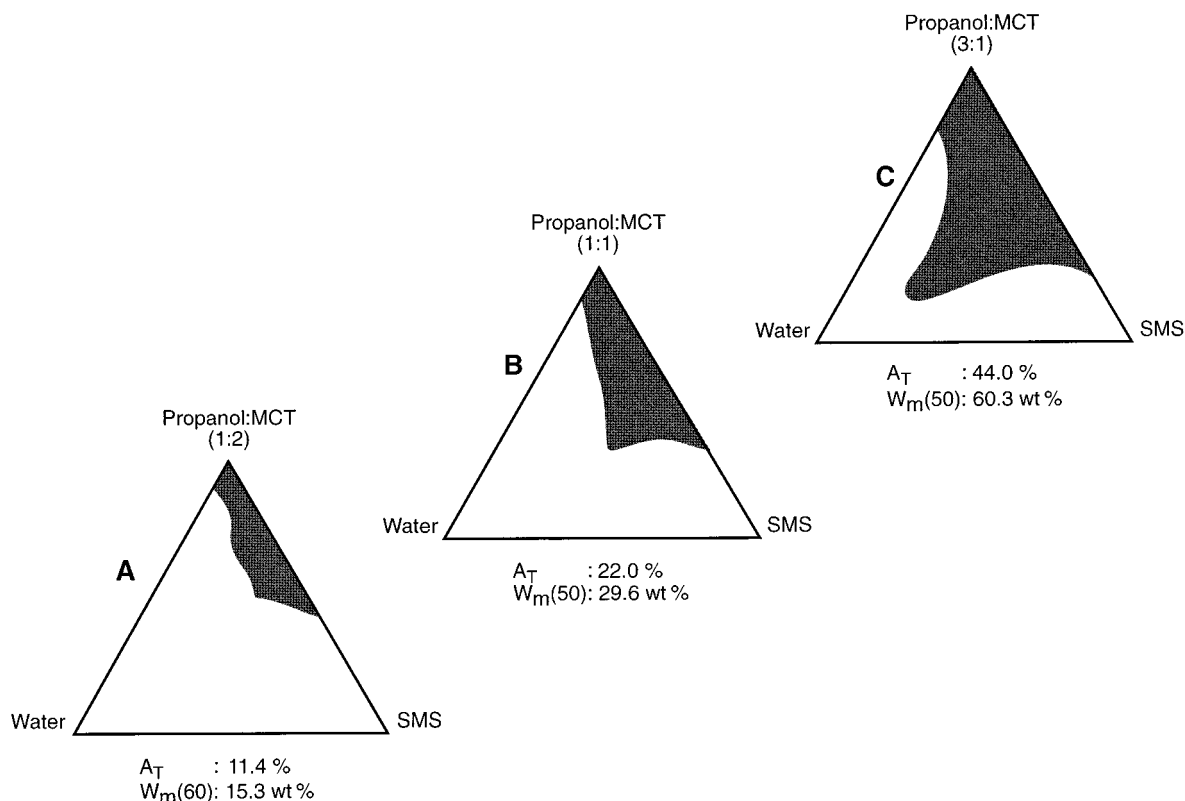 Propanol:MCT
(3:1)
C
Water
SMS
A_T : 44.0 %
W_m(50): 60.3 wt %
Propanol:MCT
(1:1)
B
Water
SMS
A_T : 22.0 %
W_m(50): 29.6 wt %
Propanol:MCT
(1:2)
A
Water
SMS
A_T : 11.4 %
W_m(60): 15.3 wt %